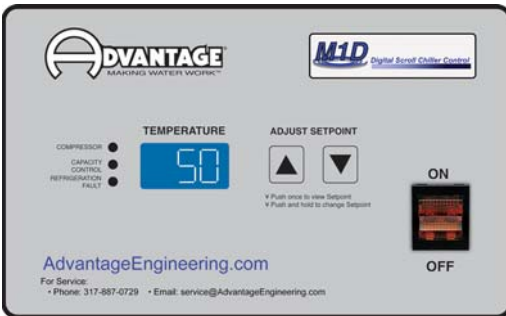 ADVANTAGE®
MAKING WATER WORK™
M1D Digital Scroll Chiller Control
TEMPERATURE
ADJUST SETPOINT
COMPRESSOR
CAPACITY
CONTROL
REFRIGERATION
FAULT
50
¥ Push once to view Setpoint
¥ Push and hold to change Setpoint
ON
OFF
AdvantageEngineering.com
For Service:
• Phone: 317-887-0729 • Email: service@AdvantageEngineering.com